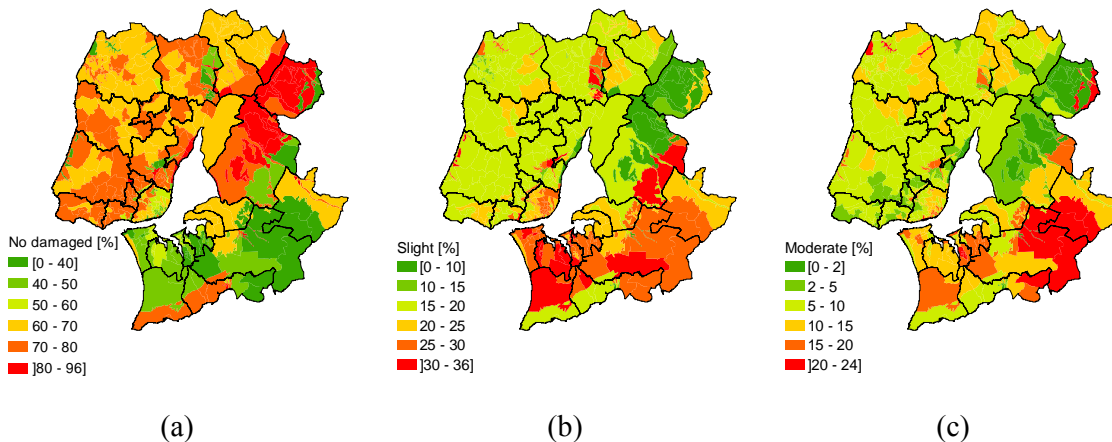 No damaged [%]
[0 - 40]
40 - 50
50 - 60
60 - 70
70 - 80
]80 - 96]
Slight [%]
[0 - 10]
10 - 15
15 - 20
20 - 25
25 - 30
]30 - 36]
Moderate [%]
[0 - 2]
2 - 5
5 - 10
10 - 15
15 - 20
]20 - 24]
(a)
(b)
(c)